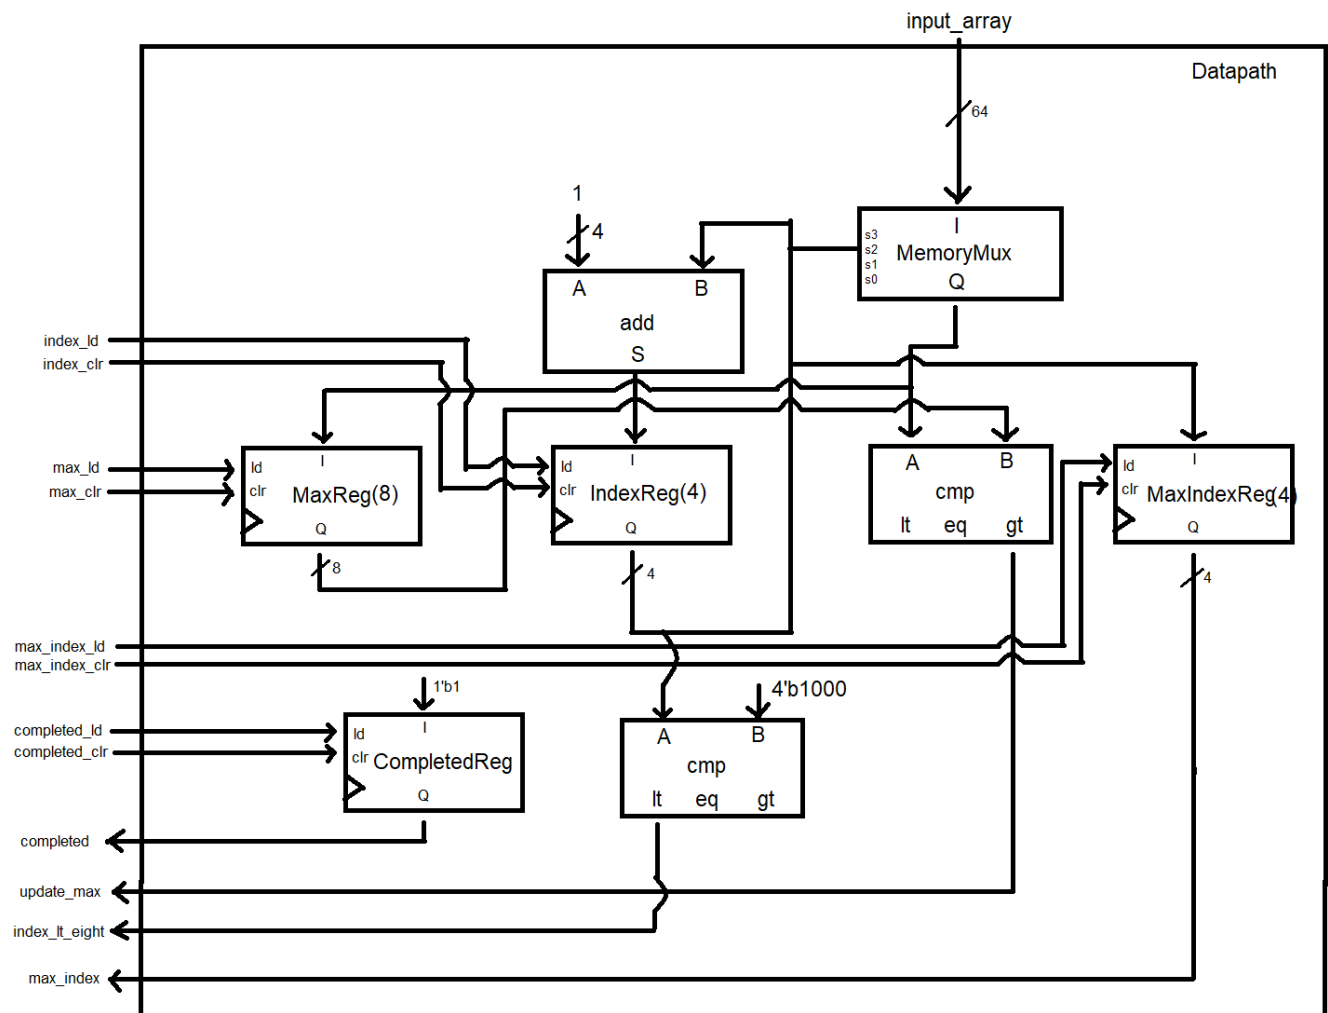 input_array
Datapath
64
1
4
I
s3
s2
s1
s0
MemoryMux
Q
A B
add
S
index_ld
index_clr
max_ld
max_clr
I
ld
clr
MaxReg(8)
Q
8
I
ld
clr
IndexReg(4)
Q
4
A B
cmp
lt eq gt
I
ld
clr
MaxIndexReg(4)
Q
4
max_index_ld
max_index_clr
1'b1
4'b1000
completed_ld
completed_clr
I
ld
clr
CompletedReg
Q
A B
cmp
lt eq gt
completed
update_max
index_lt_eight
max_index